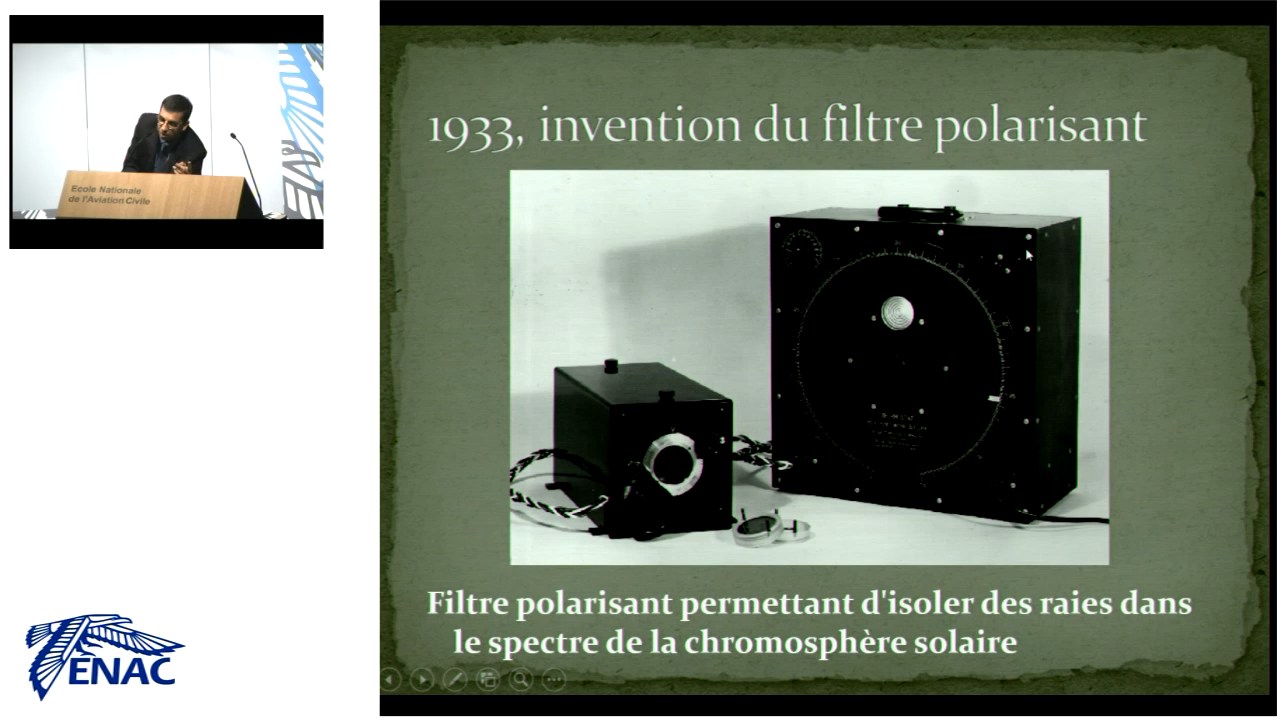 Ecole Nationale
de l'Aviation Civile
1933, invention du filtre polarisant
Filtre polarisant permettant d'isoler des raies dans
le spectre de la chromosphère solaire
ENAC